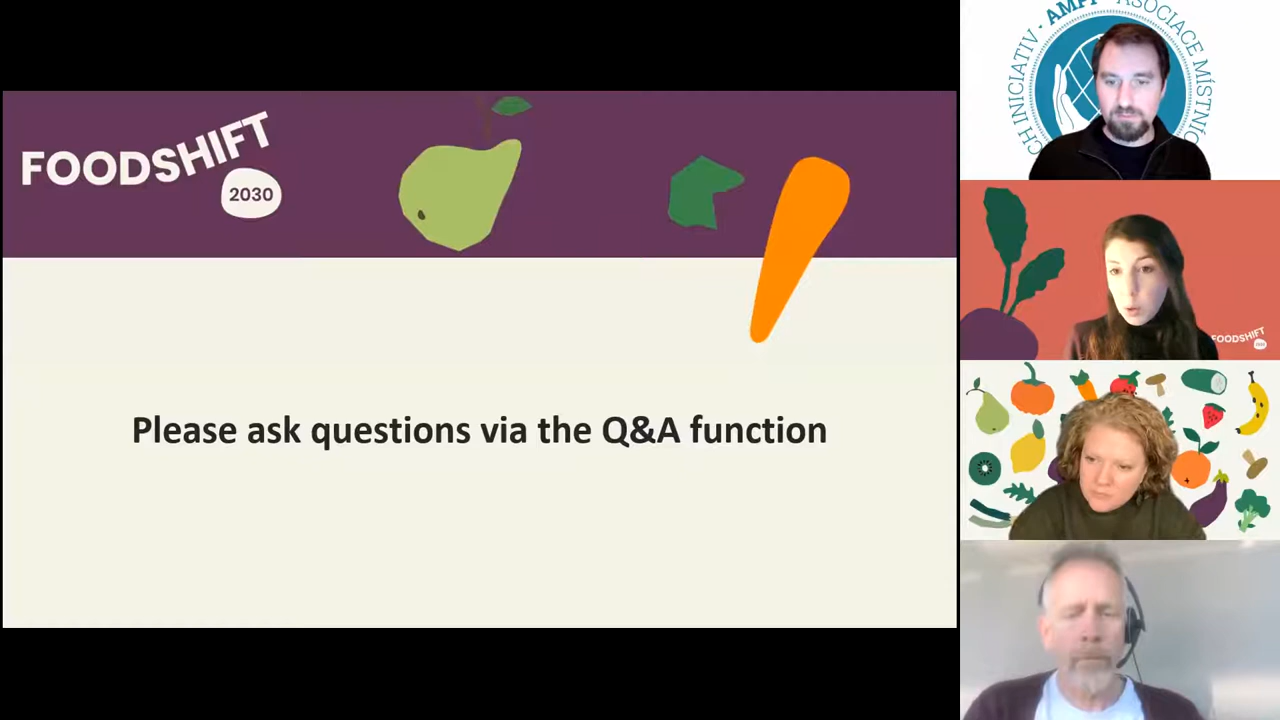 FOODSHIFT
2030
Please ask questions via the Q&A function
CH INICIATIV · AMPI · ASOCIACE MÍSTNÍC
FOODSHIFT